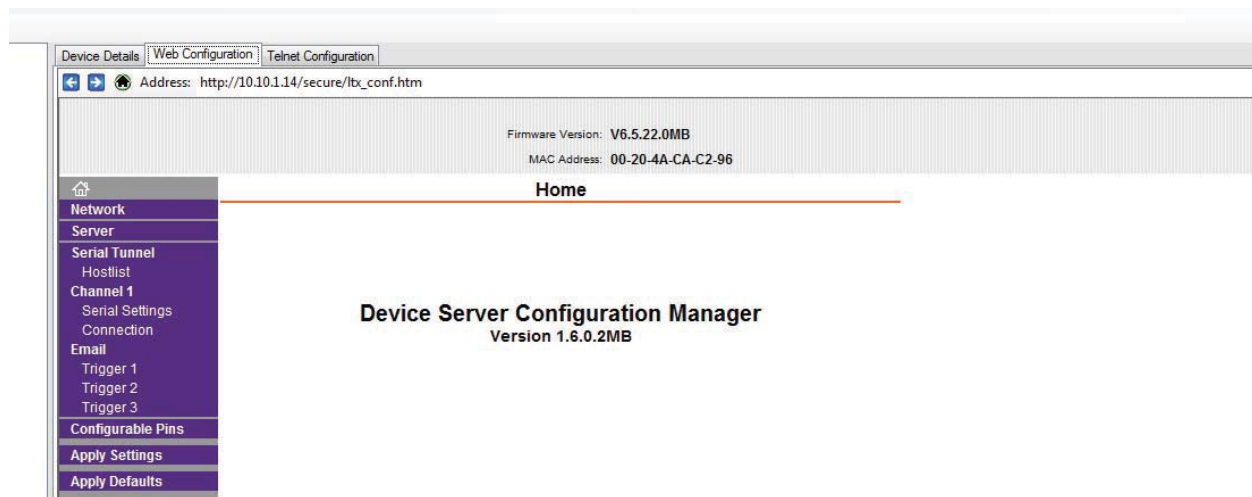 Device Details Web Configuration Telnet Configuration
Address: http://10.10.1.14/secure/ltx_conf.htm
Firmware Version: V6.5.22.0MB
MAC Address: 00-20-4A-CA-C2-96
Home
Network
Server
Serial Tunnel
Hostlist
Channel 1
Serial Settings
Connection
Email
Trigger 1
Trigger 2
Trigger 3
Configurable Pins
Apply Settings
Apply Defaults
Device Server Configuration Manager
Version 1.6.0.2MB